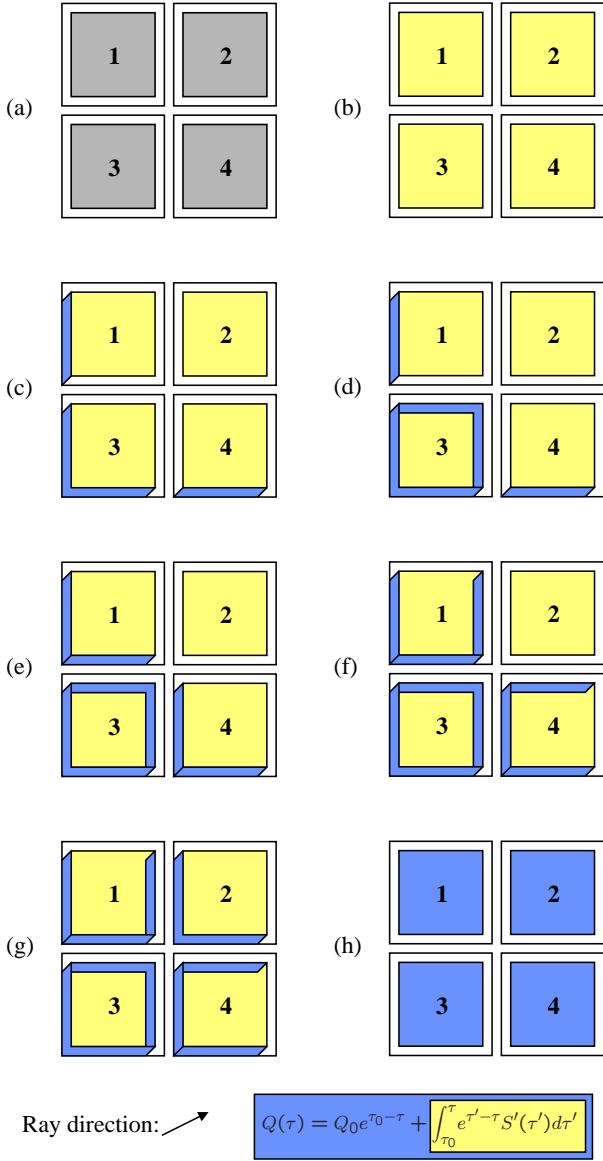 (a) 1 2 3 4
(b) 1 2 3 4
(c) 1 2 3 4
(d) 1 2 3 4
(e) 1 2 3 4
(f) 1 2 3 4
(g) 1 2 3 4
(h) 1 2 3 4
Ray direction:
Q(τ) = Q₀e^{τ₀−τ} + ∫_{τ₀}^{τ} e^{τ′−τ} S′(τ′)dτ′